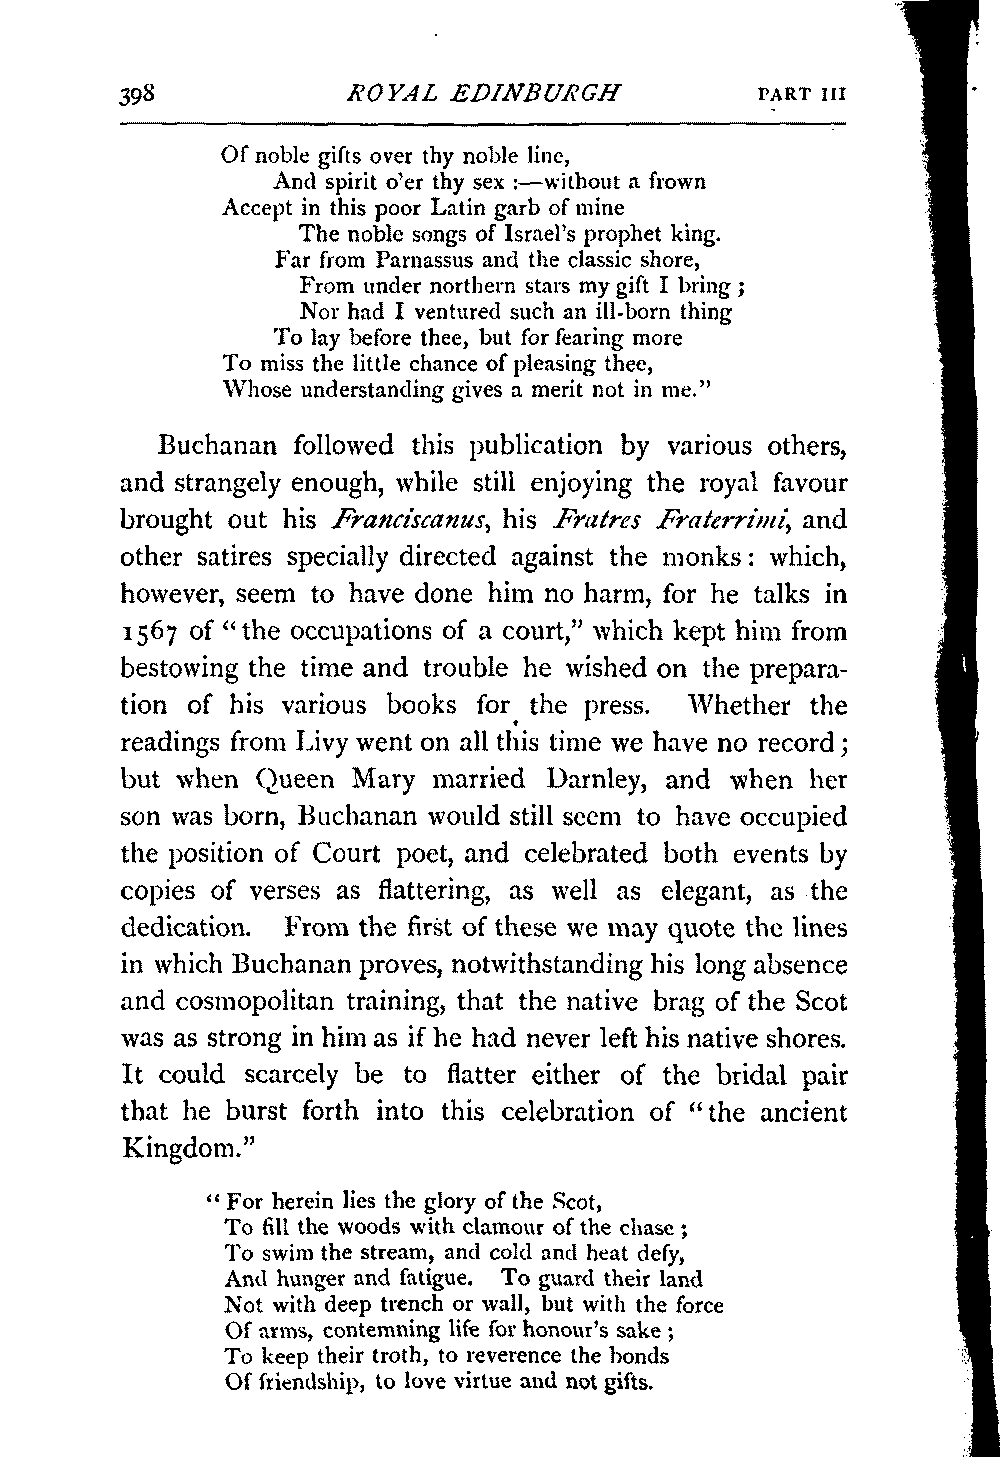 398 ROYAL EDINBURGH PART III
Of noble gifts over thy noble line,
And spirit o'er thy sex :—without a frown
Accept in this poor Latin garb of mine
The noble songs of Israel's prophet king.
Far from Parnassus and the classic shore,
From under northern stars my gift I bring ;
Nor had I ventured such an ill-born thing
To lay before thee, but for fearing more
To miss the little chance of pleasing thee,
Whose understanding gives a merit not in me."
Buchanan followed this publication by various others,
and strangely enough, while still enjoying the royal favour
brought out his Franciscanus, his Fratres Fraterrimi, and
other satires specially directed against the monks: which,
however, seem to have done him no harm, for he talks in
1567 of "the occupations of a court," which kept him from
bestowing the time and trouble he wished on the prepara-
tion of his various books for the press. Whether the
readings from Livy went on all this time we have no record;
but when Queen Mary married Darnley, and when her
son was born, Buchanan would still seem to have occupied
the position of Court poet, and celebrated both events by
copies of verses as flattering, as well as elegant, as the
dedication. From the first of these we may quote the lines
in which Buchanan proves, notwithstanding his long absence
and cosmopolitan training, that the native brag of the Scot
was as strong in him as if he had never left his native shores.
It could scarcely be to flatter either of the bridal pair
that he burst forth into this celebration of "the ancient
Kingdom."
"For herein lies the glory of the Scot,
To fill the woods with clamour of the chase ;
To swim the stream, and cold and heat defy,
And hunger and fatigue. To guard their land
Not with deep trench or wall, but with the force
Of arms, contemning life for honour's sake ;
To keep their troth, to reverence the bonds
Of friendship, to love virtue and not gifts.